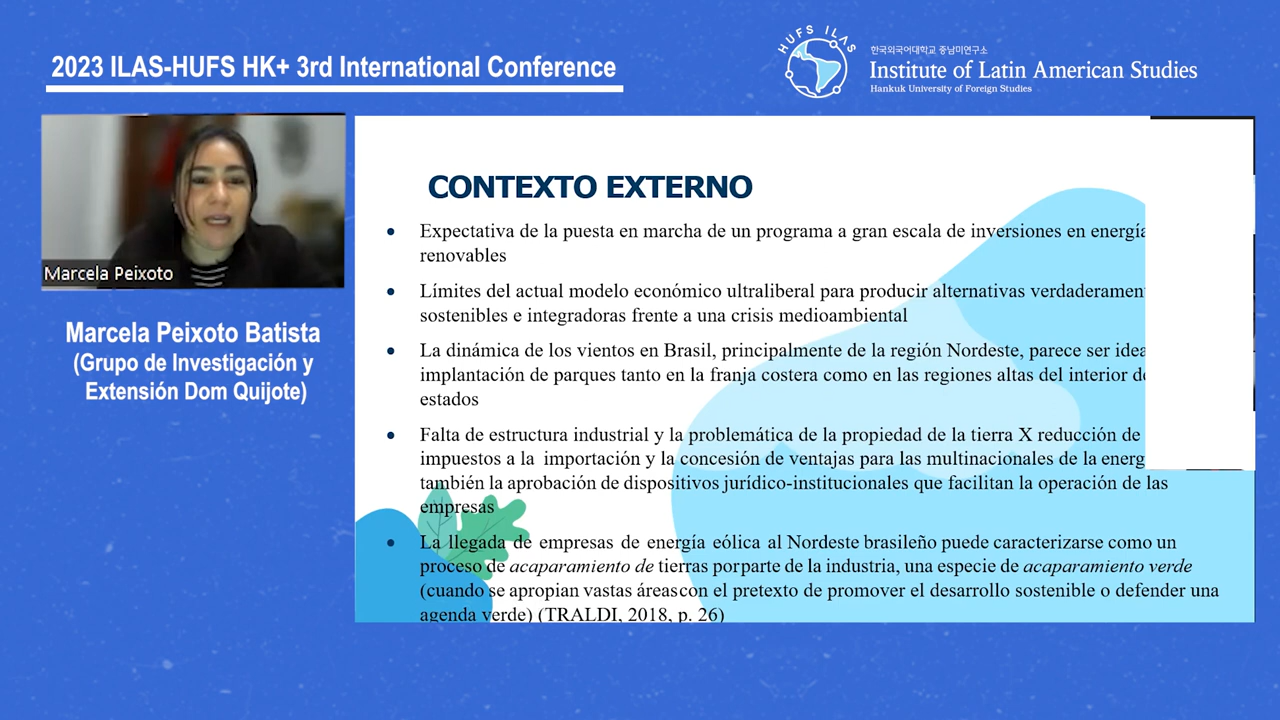 2023 ILAS-HUFS HK+ 3rd International Conference
HUFS ILAS
한국외국어대학교 중남미연구소
Institute of Latin American Studies
Hankuk University of Foreign Studies
Marcela Peixoto
Marcela Peixoto Batista
(Grupo de Investigación y
Extensión Dom Quijote)
CONTEXTO EXTERNO
• Expectativa de la puesta en marcha de un programa a gran escala de inversiones en energía
renovables
• Límites del actual modelo económico ultraliberal para producir alternativas verdaderamen
sostenibles e integradoras frente a una crisis medioambiental
• La dinámica de los vientos en Brasil, principalmente de la región Nordeste, parece ser idea
implantación de parques tanto en la franja costera como en las regiones altas del interior de
estados
• Falta de estructura industrial y la problemática de la propiedad de la tierra X reducción de
impuestos a la importación y la concesión de ventajas para las multinacionales de la energ
también la aprobación de dispositivos jurídico-institucionales que facilitan la operación de las
empresas
• La llegada de empresas de energía eólica al Nordeste brasileño puede caracterizarse como un
proceso de acaparamiento de tierras porparte de la industria, una especie de acaparamiento verde
(cuando se apropian vastas áreascon el pretexto de promover el desarrollo sostenible o defender una
agenda verde) (TRALDI, 2018, p. 26)